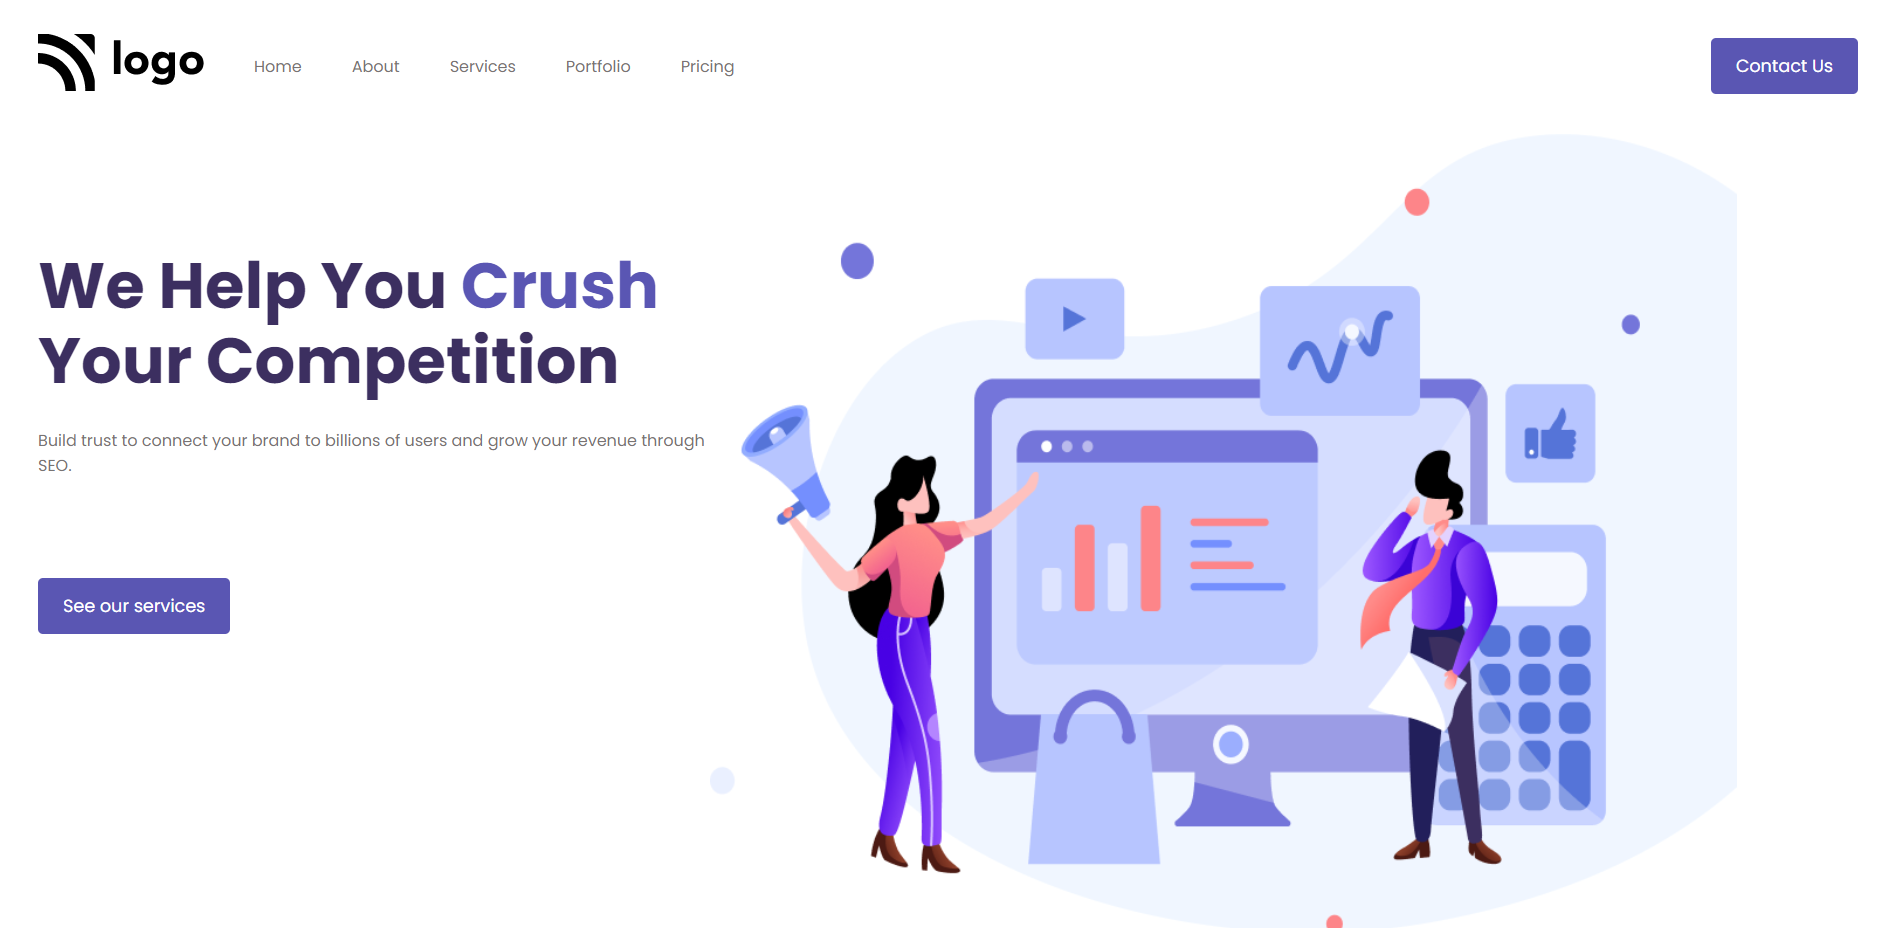 logo
Home About Services Portfolio Pricing
Contact Us
We Help You Crush
Your Competition
Build trust to connect your brand to billions of users and grow your revenue through
SEO.
See our services